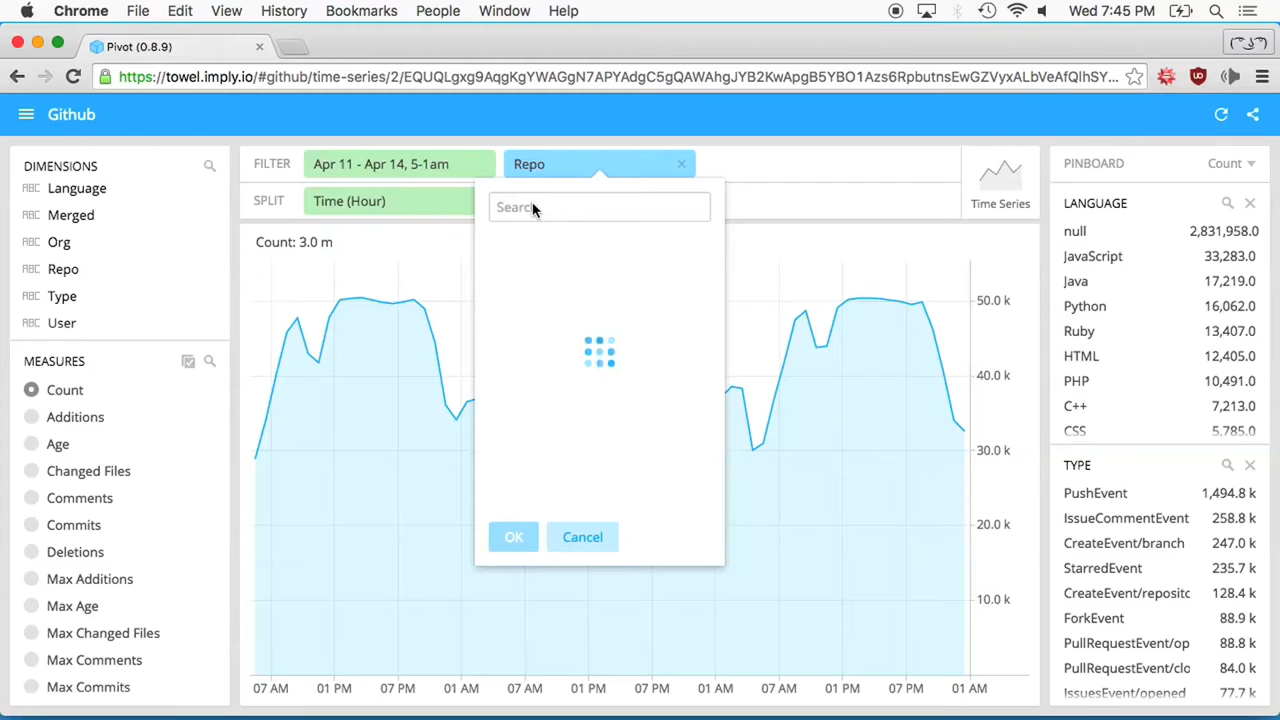 Chrome File Edit View History Bookmarks People Window Help Wed 7:45 PM
Pivot (0.8.9)
https://towel.imply.io/#github/time-series/2/EQUQLgxg9AqgKgYWAGgN7APYAdgC5gQAWAhgJYB2KwApgB5YBO1Azs6RpbutnsEwGZVyxALbVeAfQlhSY...
Github
DIMENSIONS
ABC Language
ABC Merged
ABC Org
ABC Repo
ABC Type
ABC User
MEASURES
Count
Additions
Age
Changed Files
Comments
Commits
Deletions
Max Additions
Max Age
Max Changed Files
Max Comments
Max Commits
FILTER Apr 11 - Apr 14, 5-1am Repo
SPLIT Time (Hour)
Time Series
Search
OK Cancel
Count: 3.0 m
50.0 k
40.0 k
30.0 k
20.0 k
10.0 k
07 AM 01 PM 07 PM 01 AM 07 AM 01 PM 07 PM 01 AM 07 AM 01 PM 07 PM 01 AM
PINBOARD Count
LANGUAGE
null 2,831,958.0
JavaScript 33,283.0
Java 17,219.0
Python 16,062.0
Ruby 13,407.0
HTML 12,405.0
PHP 10,491.0
C++ 7,213.0
CSS 5,785.0
TYPE
PushEvent 1,494.8 k
IssueCommentEvent 258.8 k
CreateEvent/branch 247.0 k
StarredEvent 235.7 k
CreateEvent/reposito 128.4 k
ForkEvent 88.9 k
PullRequestEvent/op 88.8 k
PullRequestEvent/clo 84.0 k
IssuesEvent/opened 77.7 k